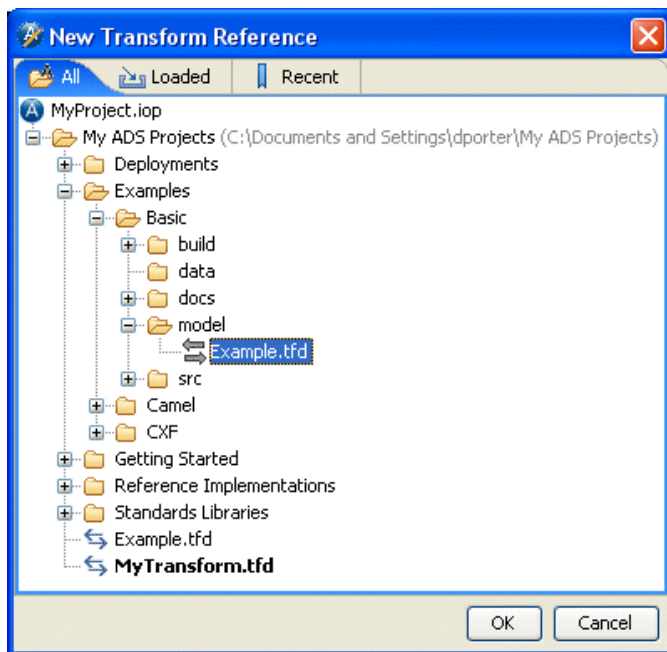 New Transform Reference
All Loaded Recent
MyProject.iop
My ADS Projects (C:\Documents and Settings\dporter\My ADS Projects)
Deployments
Examples
Basic
build
data
docs
model
Example.tfd
src
Camel
CXF
Getting Started
Reference Implementations
Standards Libraries
Example.tfd
MyTransform.tfd
OK Cancel